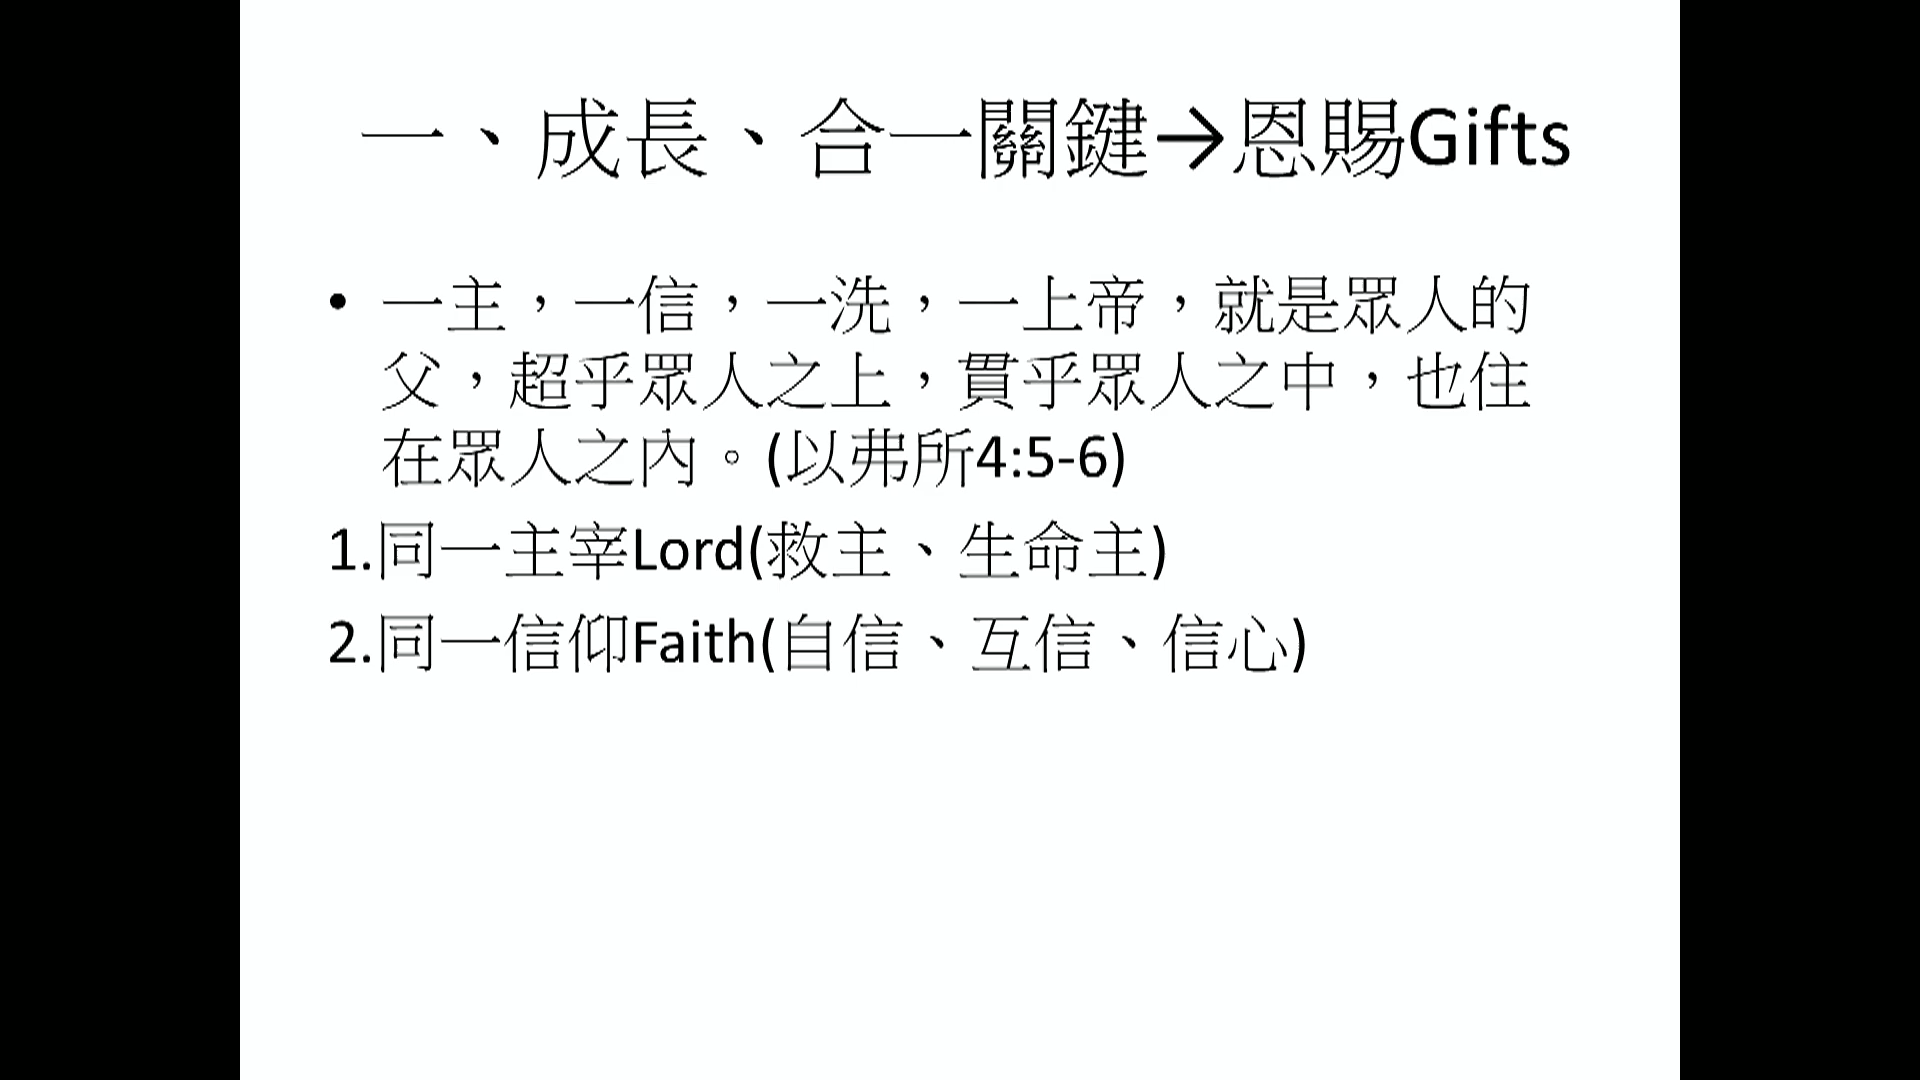 一、成長、合一關鍵→恩賜Gifts
• 一主，一信，一洗，一上帝，就是眾人的
父，超乎眾人之上，貫乎眾人之中，也住
在眾人之內。(以弗所4:5-6)
1.同一主宰Lord(救主、生命主)
2.同一信仰Faith(自信、互信、信心)